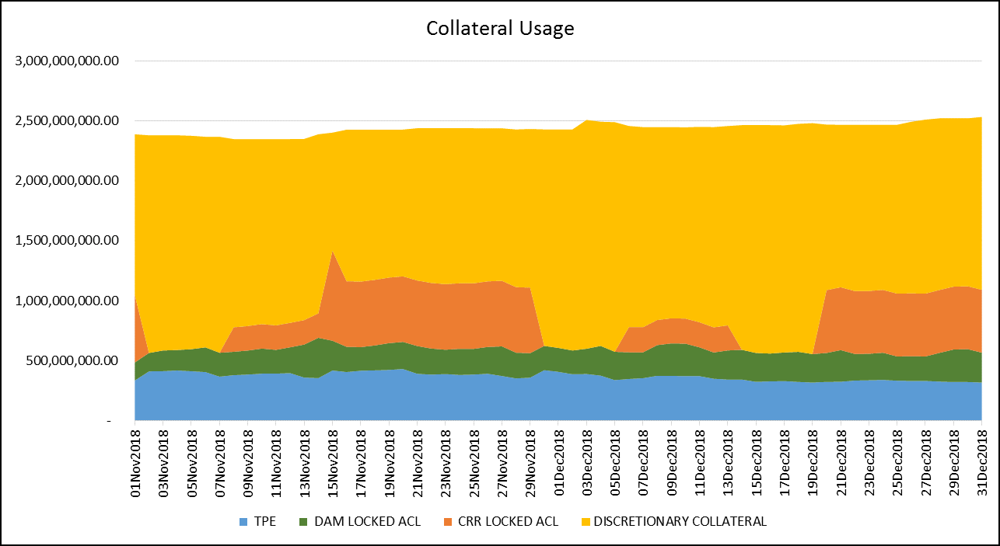 Collateral Usage
3,000,000,000.00
2,500,000,000.00
2,000,000,000.00
1,500,000,000.00
1,000,000,000.00
500,000,000.00
-
01Nov2018
03Nov2018
05Nov2018
07Nov2018
09Nov2018
11Nov2018
13Nov2018
15Nov2018
17Nov2018
19Nov2018
21Nov2018
23Nov2018
25Nov2018
27Nov2018
29Nov2018
01Dec2018
03Dec2018
05Dec2018
07Dec2018
09Dec2018
11Dec2018
13Dec2018
15Dec2018
17Dec2018
19Dec2018
21Dec2018
23Dec2018
25Dec2018
27Dec2018
29Dec2018
31Dec2018
TPE DAM LOCKED ACL CRR LOCKED ACL DISCRETIONARY COLLATERAL